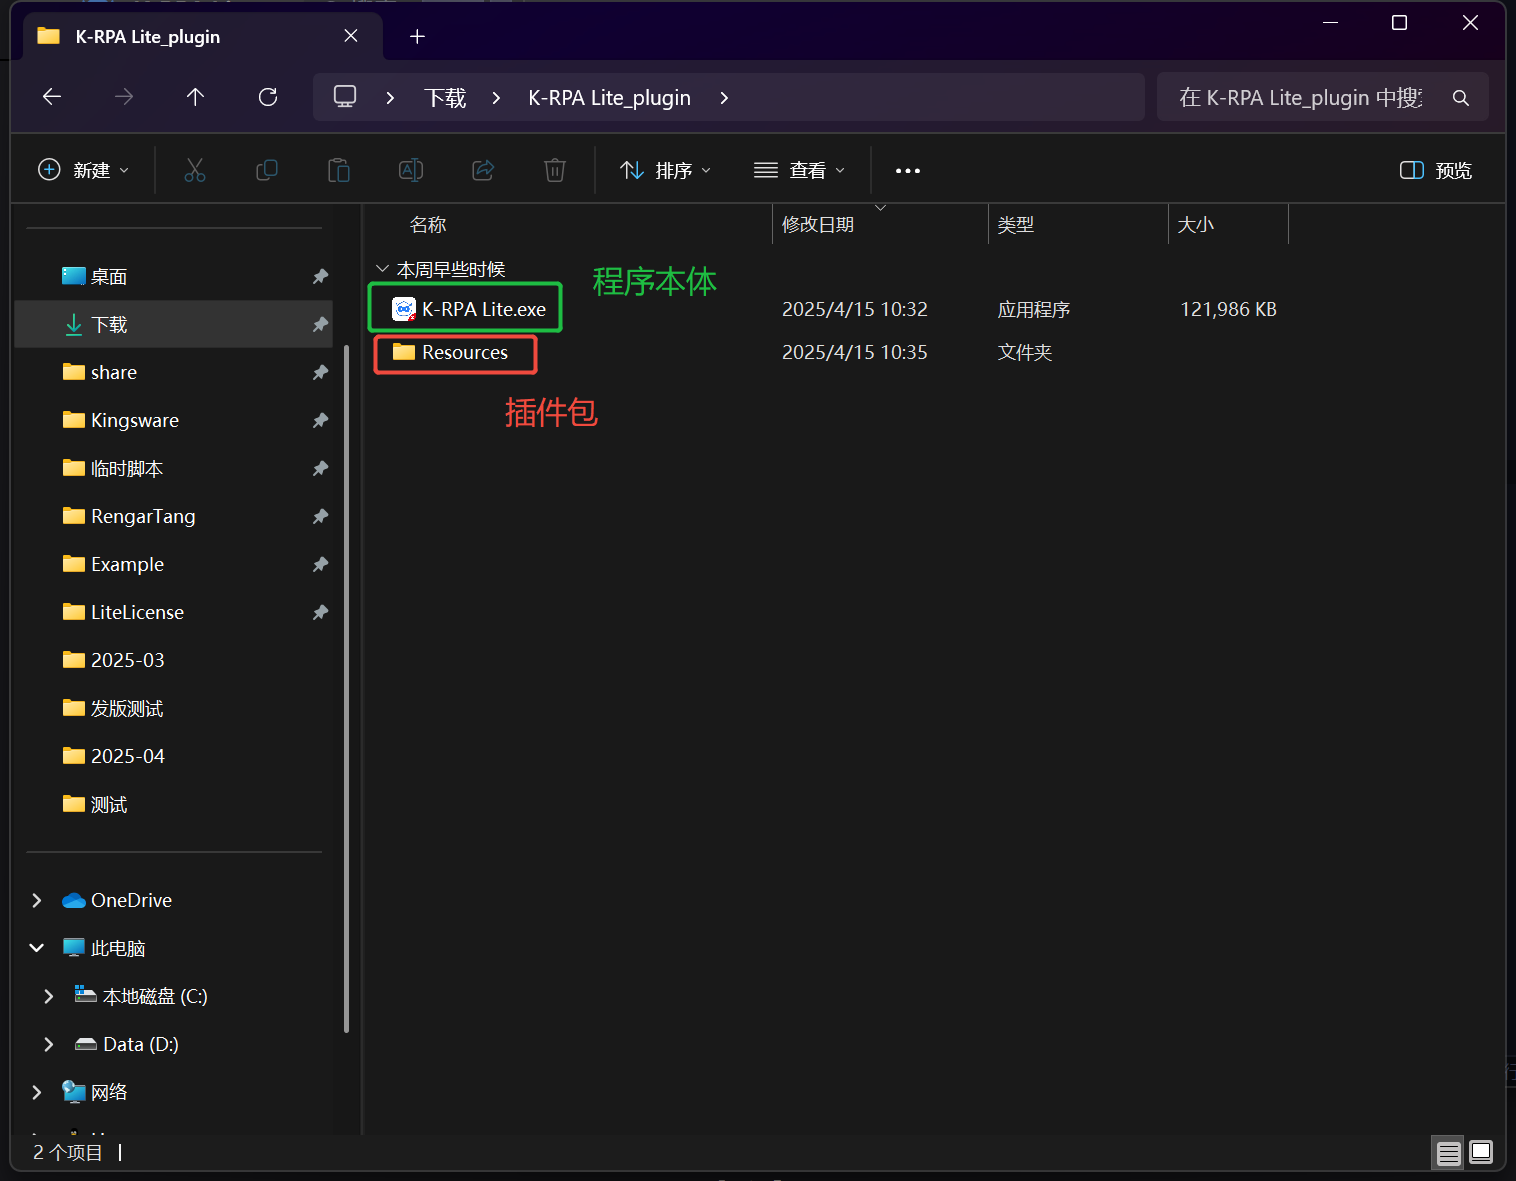 K-RPA Lite_plugin
下载 K-RPA Lite_plugin
在 K-RPA Lite_plugin 中搜
新建
排序
查看
预览
名称 修改日期 类型 大小
本周早些时候
程序本体
K-RPA Lite.exe 2025/4/15 10:32 应用程序 121,986 KB
Resources 2025/4/15 10:35 文件夹
插件包
桌面
下载
share
Kingsware
临时脚本
RengarTang
Example
LiteLicense
2025-03
发版测试
2025-04
测试
OneDrive
此电脑
本地磁盘 (C:)
Data (D:)
网络
2 个项目